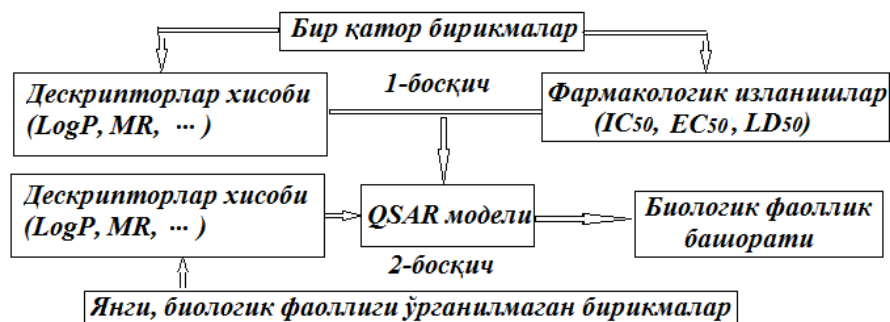 Бир қатор бирикмалар
Дескрипторлар хисоби
(LogP, MR, ··· )
1-босқич
Фармакологик изланишлар
(IC50, EC50, LD50)
Дескрипторлар хисоби
(LogP, MR, ··· )
QSAR модели
Биологик фаоллик
башорати
2-босқич
Янги, биологик фаоллиги ўрганилмаган бирикмалар